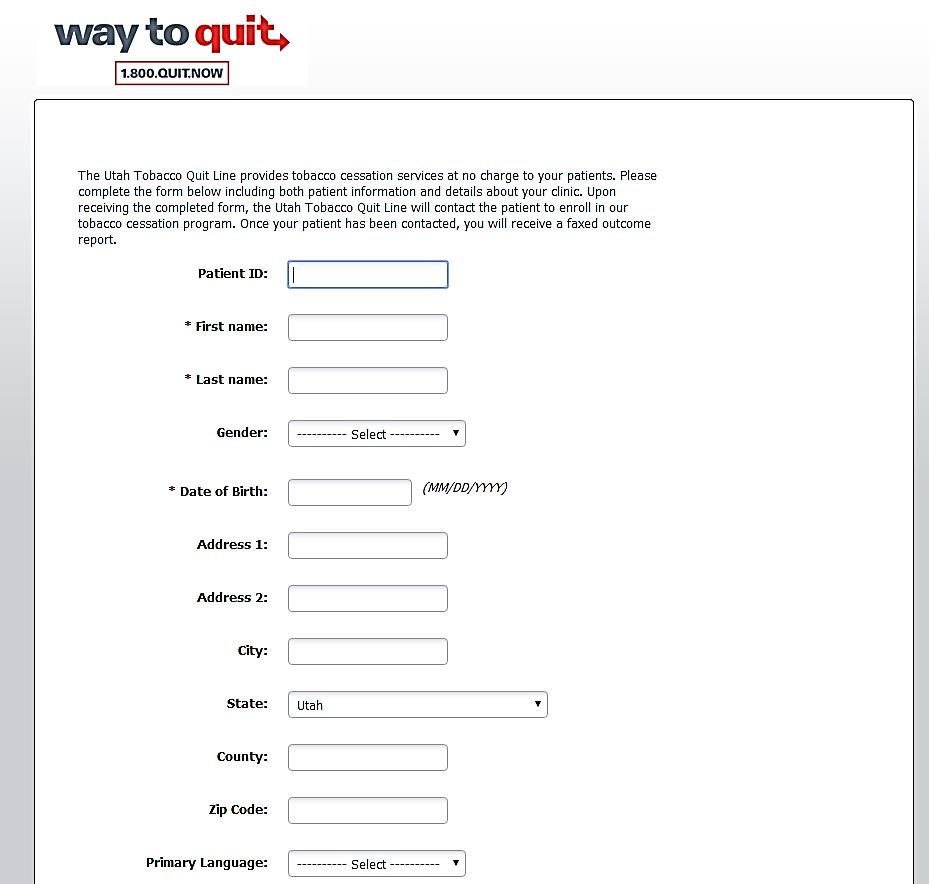 way to quit.
1.800.QUIT.NOW
The Utah Tobacco Quit Line provides tobacco cessation services at no charge to your patients. Please
complete the form below including both patient information and details about your clinic. Upon
receiving the completed form, the Utah Tobacco Quit Line will contact the patient to enroll in our
tobacco cessation program. Once your patient has been contacted, you will receive a faxed outcome
report.
Patient ID:
* First name:
* Last name:
Gender: ---------- Select ----------
* Date of Birth: (MM/DD/YYYY)
Address 1:
Address 2:
City:
State: Utah
County:
Zip Code:
Primary Language: ---------- Select ----------